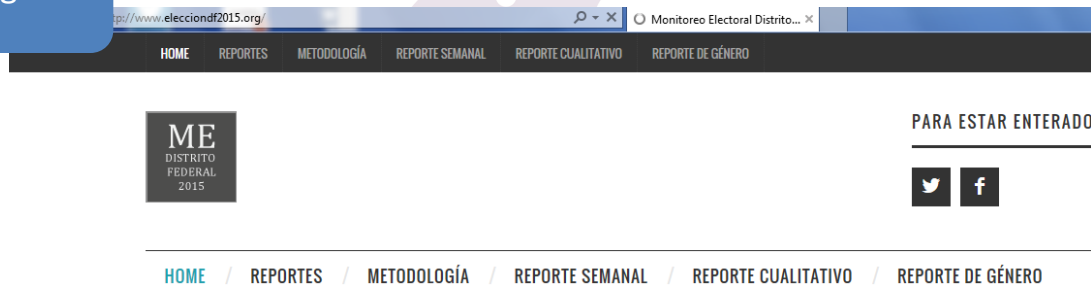 www.elecciondf2015.org/
Monitoreo Electoral Distrito...
HOME REPORTES METODOLOGÍA REPORTE SEMANAL REPORTE CUALITATIVO REPORTE DE GÉNERO
ME
DISTRITO
FEDERAL
2015
PARA ESTAR ENTERADO
HOME / REPORTES / METODOLOGÍA / REPORTE SEMANAL / REPORTE CUALITATIVO / REPORTE DE GÉNERO